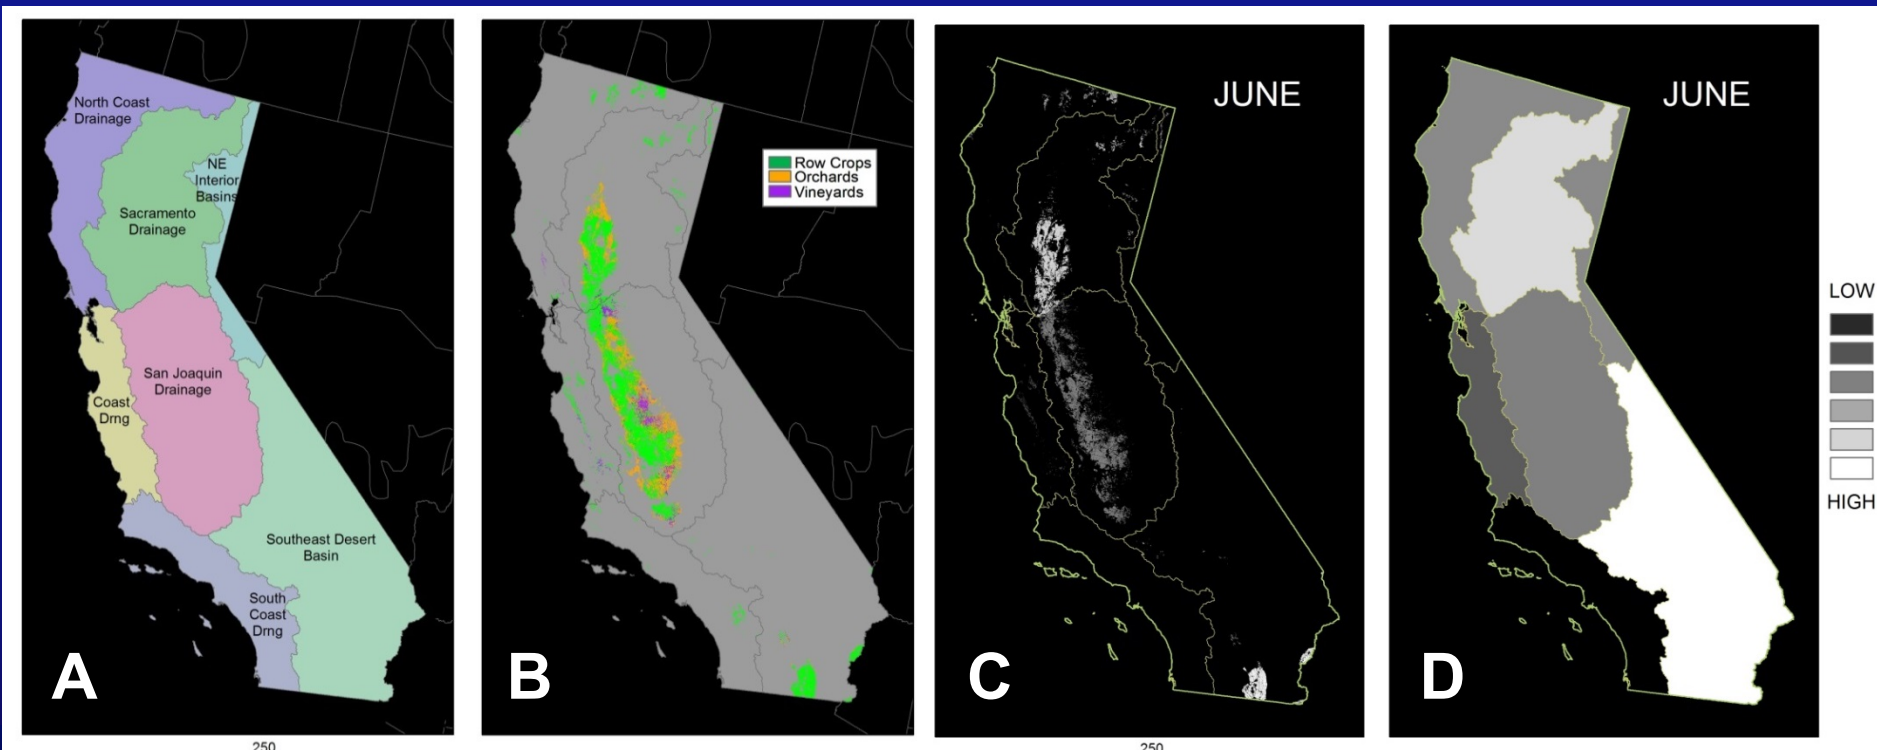 North Coast
Drainage
NE
Interior
Basins
Sacramento
Drainage
San Joaquin
Drainage
Coast
Drng
Southeast Desert
Basin
South
Coast
Drng
A
Row Crops
Orchards
Vineyards
B
JUNE
C
JUNE
D
LOW
HIGH
250
250